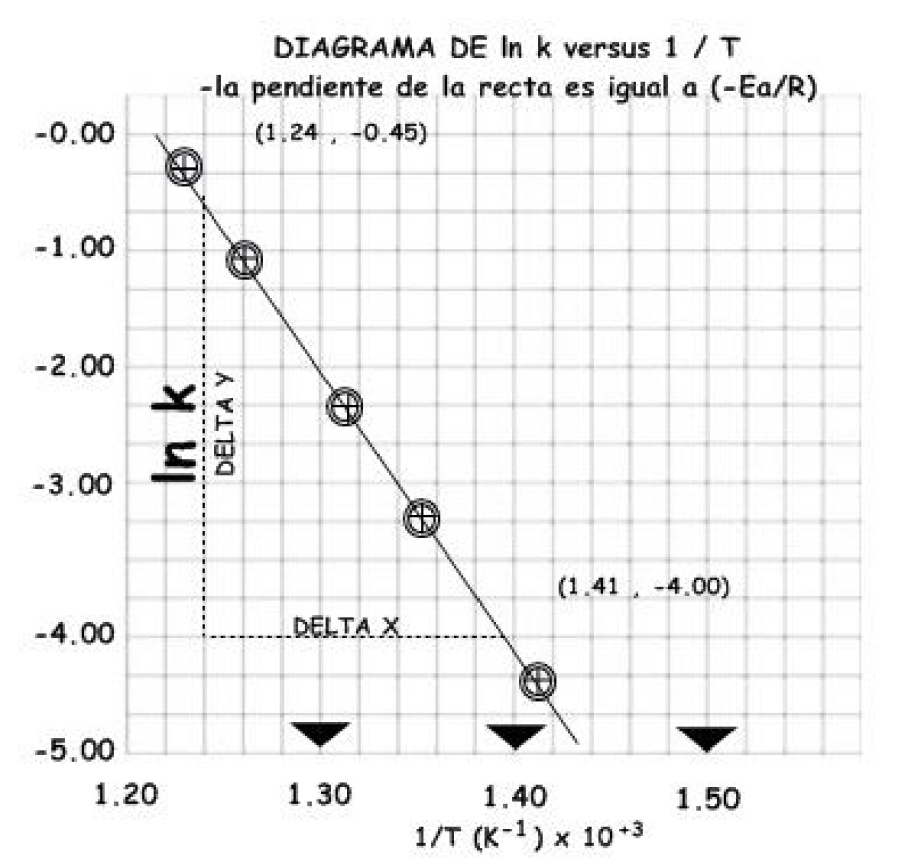 DIAGRAMA DE ln k versus 1 / T
-la pendiente de la recta es igual a (-Ea/R)
-0.00
(1.24 , -0.45)
-1.00
-2.00
ln k
DELTA Y
-3.00
(1.41 , -4.00)
-4.00
DELTA X
-5.00
1.20 1.30 1.40 1.50
1/T (K⁻¹) x 10⁺³